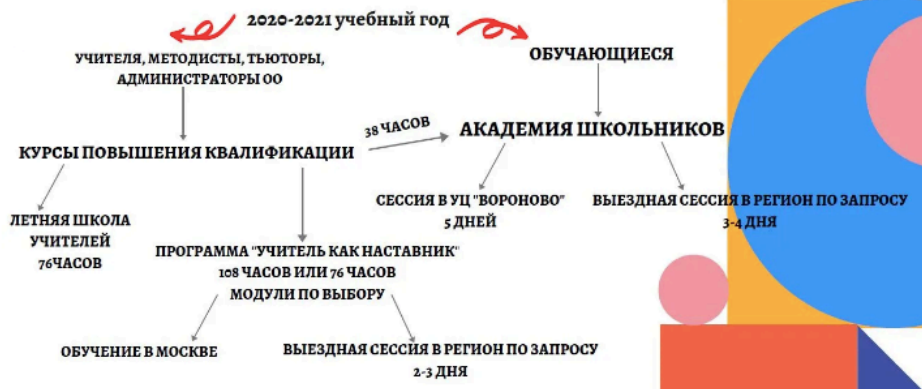 2020-2021 учебный год
УЧИТЕЛЯ, МЕТОДИСТЫ, ТЬЮТОРЫ,
АДМИНИСТРАТОРЫ ОО
ОБУЧАЮЩИЕСЯ
38 ЧАСОВ
АКАДЕМИЯ ШКОЛЬНИКОВ
КУРСЫ ПОВЫШЕНИЯ КВАЛИФИКАЦИИ
СЕССИЯ В УЦ "ВОРОНОВО"
5 ДНЕЙ
ВЫЕЗДНАЯ СЕССИЯ В РЕГИОН ПО ЗАПРОСУ
3-4 ДНЯ
ЛЕТНЯЯ ШКОЛА
УЧИТЕЛЕЙ
76ЧАСОВ
ПРОГРАММА "УЧИТЕЛЬ КАК НАСТАВНИК"
108 ЧАСОВ ИЛИ 76 ЧАСОВ
МОДУЛИ ПО ВЫБОРУ
ОБУЧЕНИЕ В МОСКВЕ
ВЫЕЗДНАЯ СЕССИЯ В РЕГИОН ПО ЗАПРОСУ
2-3 ДНЯ